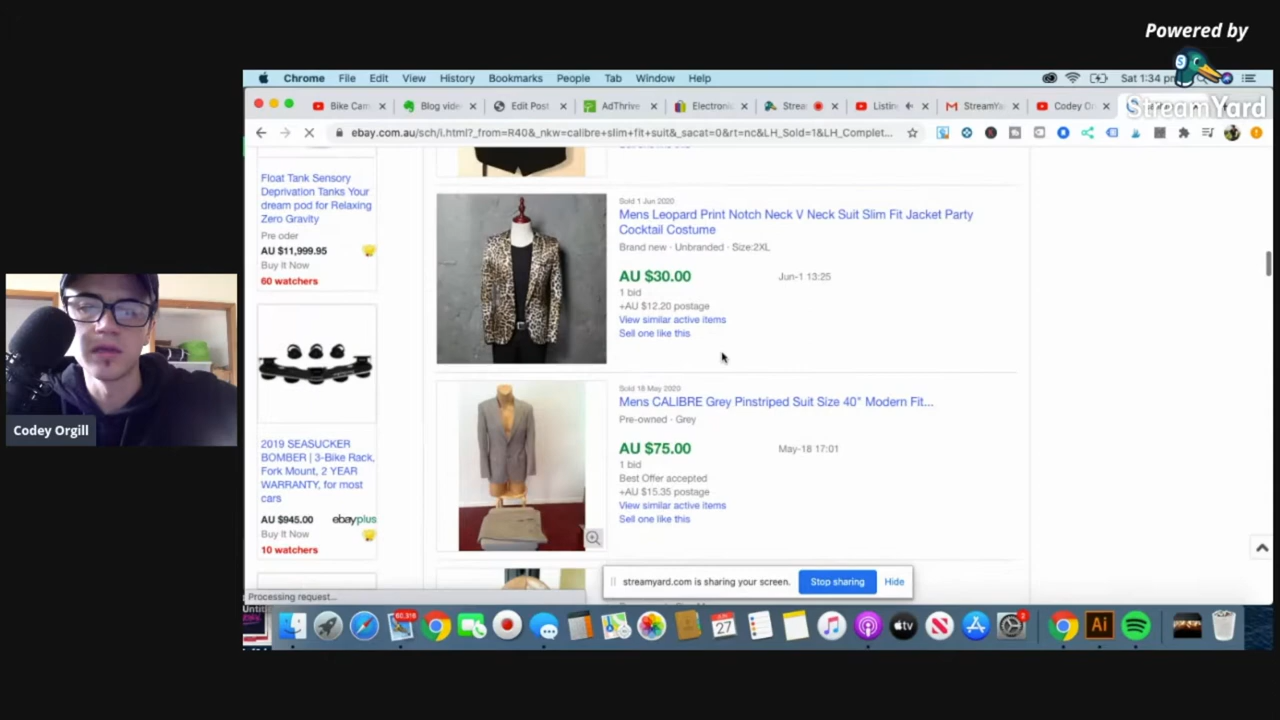 Powered by
StreamYard
Chrome File Edit View History Bookmarks People Tab Window Help
Sat 1:34 pm
Bike Cam
Blog vide
Edit Post
AdThrive
Electronic
Strea
Listin
StreamYa
Codey Or
ebay.com.au/sch/i.html?_from=R40&_nkw=calibre+slim+fit+suit&_sacat=0&rt=nc&LH_Sold=1&LH_Complet...
Float Tank Sensory
Deprivation Tanks Your
dream pod for Relaxing
Zero Gravity
Pre oder
AU $11,999.95
Buy It Now
60 watchers
2019 SEASUCKER
BOMBER | 3-Bike Rack,
Fork Mount, 2 YEAR
WARRANTY, for most
cars
AU $945.00 ebayplus
Buy It Now
10 watchers
Sold 1 Jun 2020
Mens Leopard Print Notch Neck V Neck Suit Slim Fit Jacket Party
Cocktail Costume
Brand new · Unbranded · Size:2XL
AU $30.00 Jun-1 13:25
1 bid
+AU $12.20 postage
View similar active items
Sell one like this
Sold 18 May 2020
Mens CALIBRE Grey Pinstriped Suit Size 40" Modern Fit...
Pre-owned · Grey
AU $75.00 May-18 17:01
1 bid
Best Offer accepted
+AU $15.35 postage
View similar active items
Sell one like this
Codey Orgill
streamyard.com is sharing your screen. Stop sharing Hide
Processing request...
27
tv
Ai